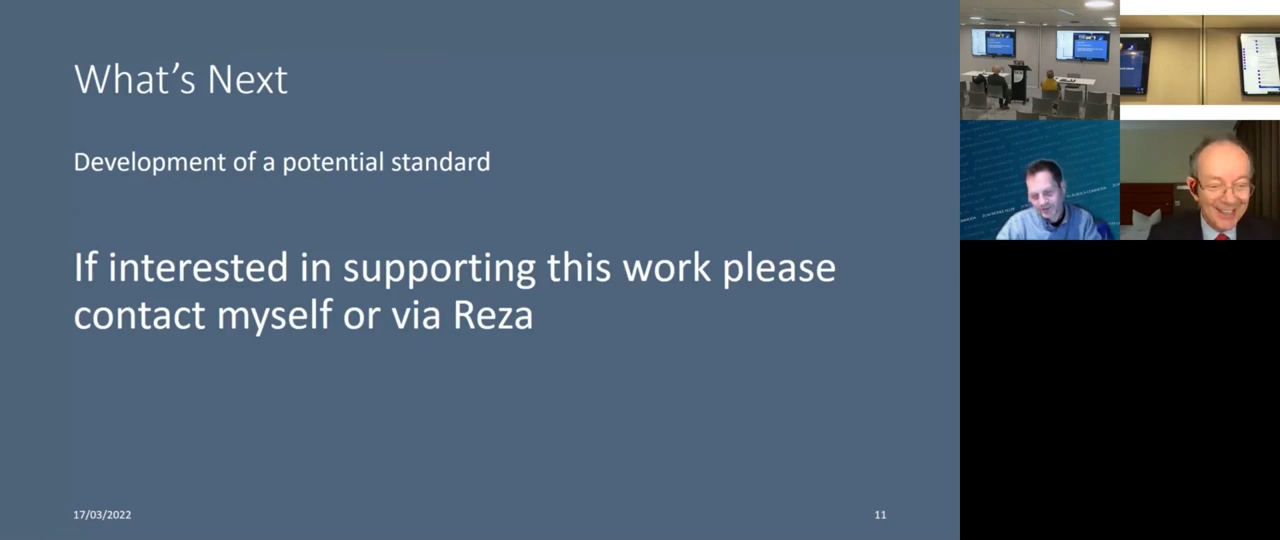 What's Next
Development of a potential standard
If interested in supporting this work please
contact myself or via Reza
17/03/2022
11